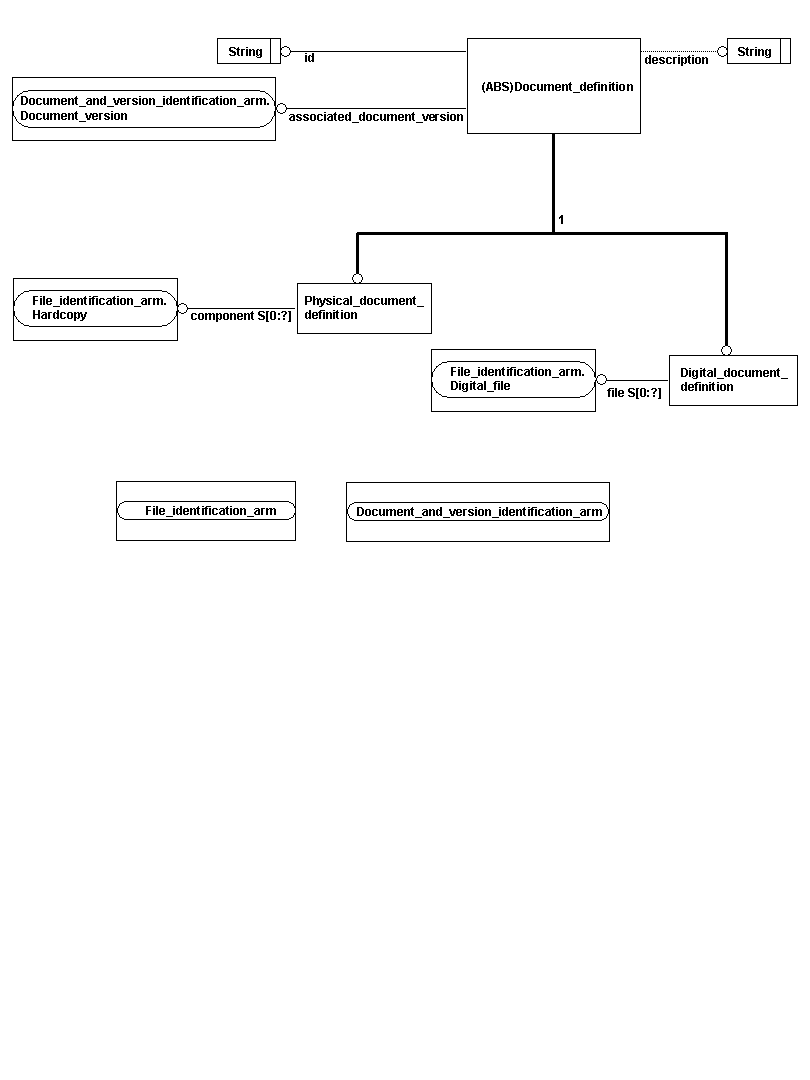 String
id
(ABS)Document_definition
description
String
Document_and_version_identification_arm.
Document_version
associated_document_version
1
File_identification_arm.
Hardcopy
component S[0:?]
Physical_document_
definition
File_identification_arm.
Digital_file
file S[0:?]
Digital_document_
definition
File_identification_arm
Document_and_version_identification_arm